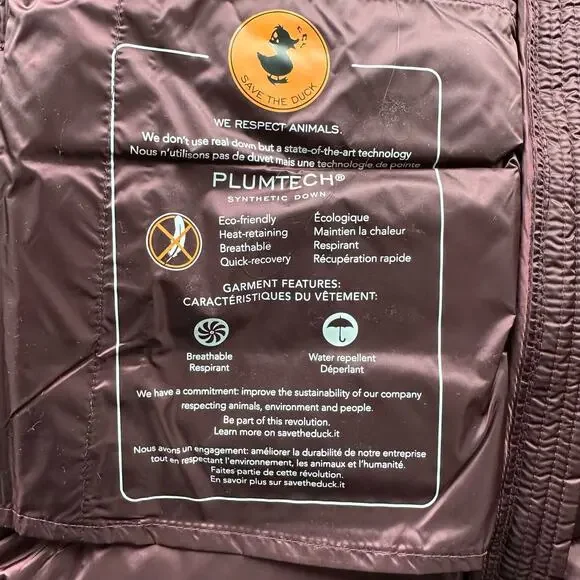 SAVE THE DUCK
WE RESPECT ANIMALS.
We don't use real down but a state-of-the-art technology
Nous n'utilisons pas de duvet mais une technologie de pointe
PLUMTECH®
SYNTHETIC DOWN
Eco-friendly Écologique
Heat-retaining Maintien la chaleur
Breathable Respirant
Quick-recovery Récupération rapide
GARMENT FEATURES:
CARACTÉRISTIQUES DU VÊTEMENT:
Breathable Water repellent
Respirant Déperlant
We have a commitment: improve the sustainability of our company
respecting animals, environment and people.
Be part of this revolution.
Learn more on savetheduck.it
Nous avons un engagement: améliorer la durabilité de notre entreprise
tout en respectant l'environnement, les animaux et l'humanité.
Faites partie de cette révolution.
En savoir plus sur savetheduck.it